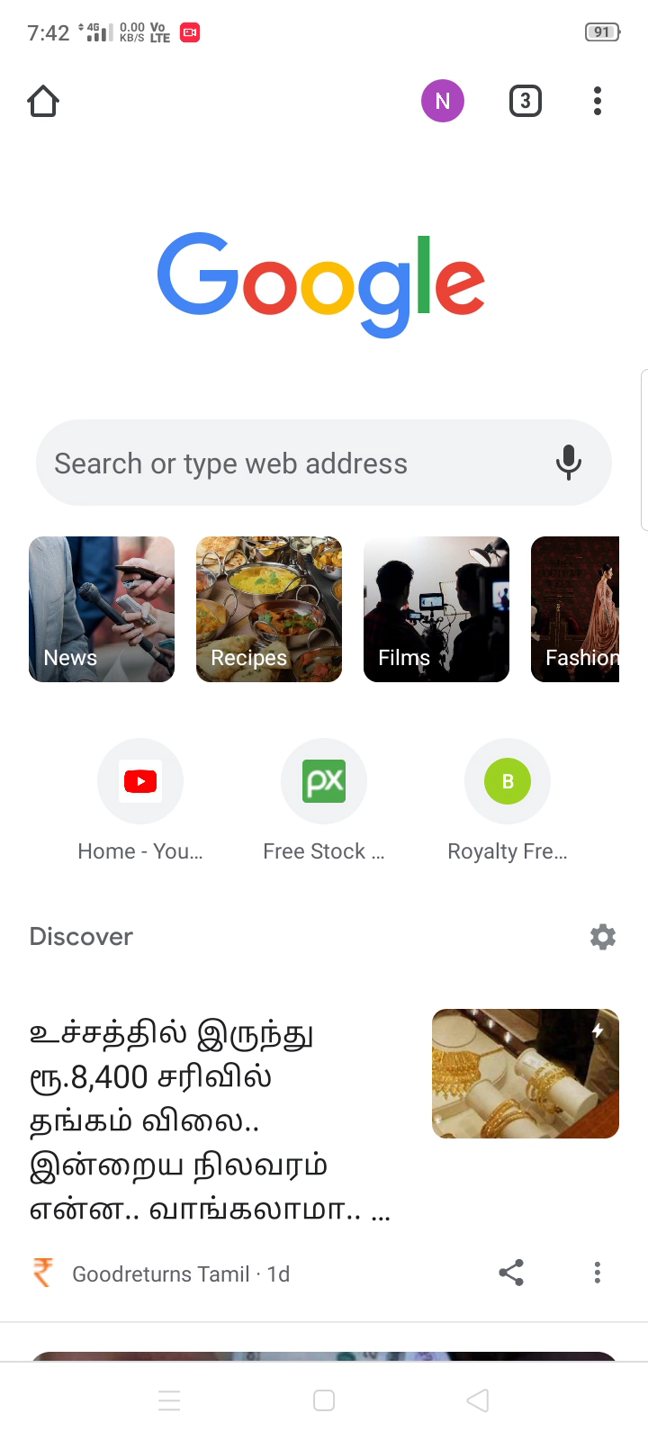 7:42 4G 0.00 KB/S Vo LTE 91
N 3
Google
Search or type web address
News Recipes Films Fashion
px B
Home - You... Free Stock ... Royalty Fre...
Discover
உச்சத்தில் இருந்து
ரூ.8,400 சரிவில்
தங்கம் விலை..
இன்றைய நிலவரம்
என்ன.. வாங்கலாமா.. ...
₹ Goodreturns Tamil · 1d